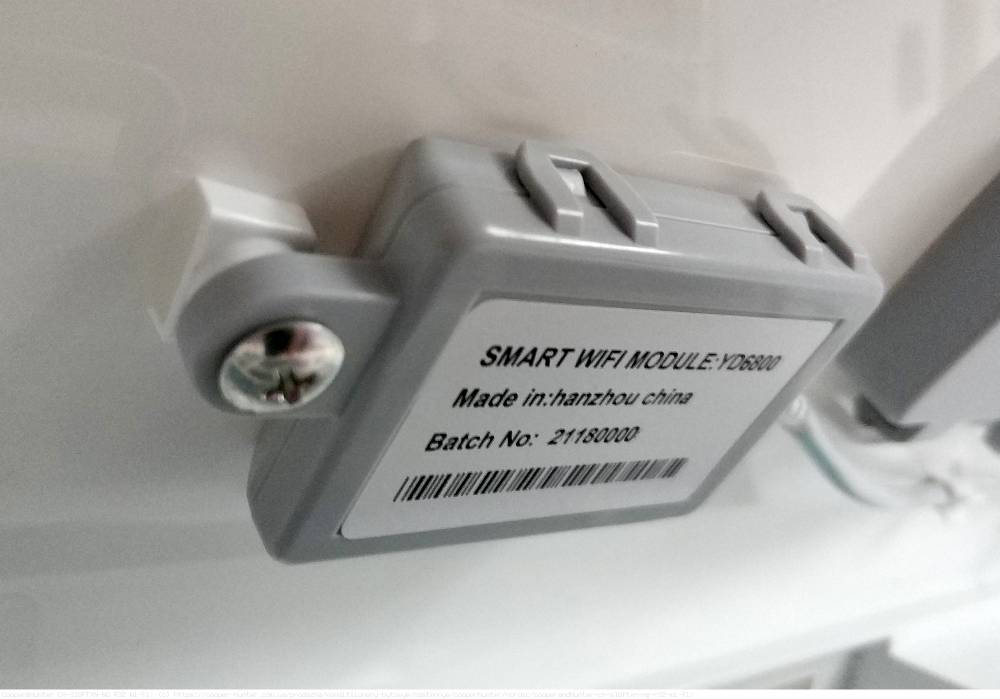 SMART WIFI MODULE:YD6800
Made in:hanzhou china
Batch No: 21180000